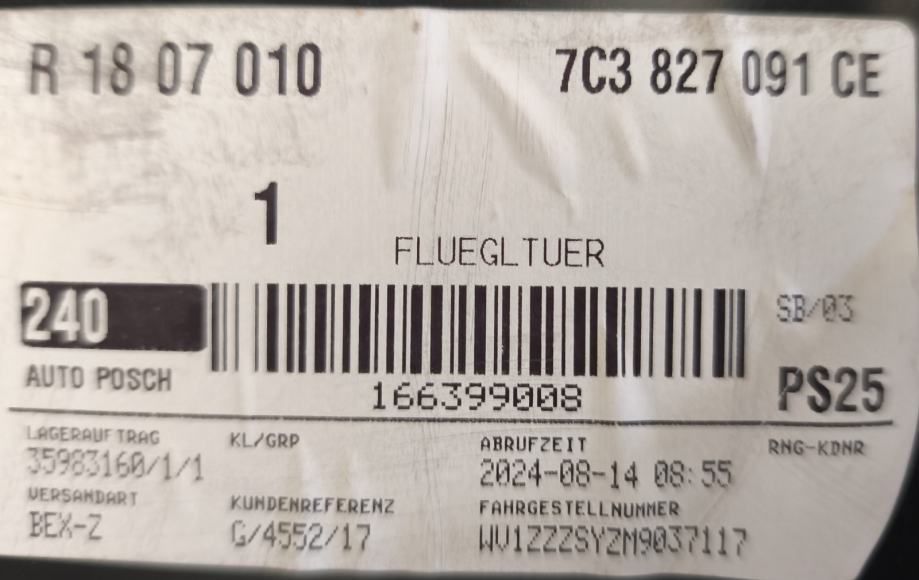 R 18 07 010 7C3 827 091 CE
1
FLUEGLTUER
240
SB/03
AUTO POSCH
166399008
PS25
LAGERAUFTRAG KL/GRP ABRUFZEIT RNG-KDNR
35983160/1/1 2024-08-14 08:55
VERSANDART KUNDENREFERENZ FAHRGESTELLNUMMER
BEX-Z G/4552/17 WV1ZZZSYZM9037117